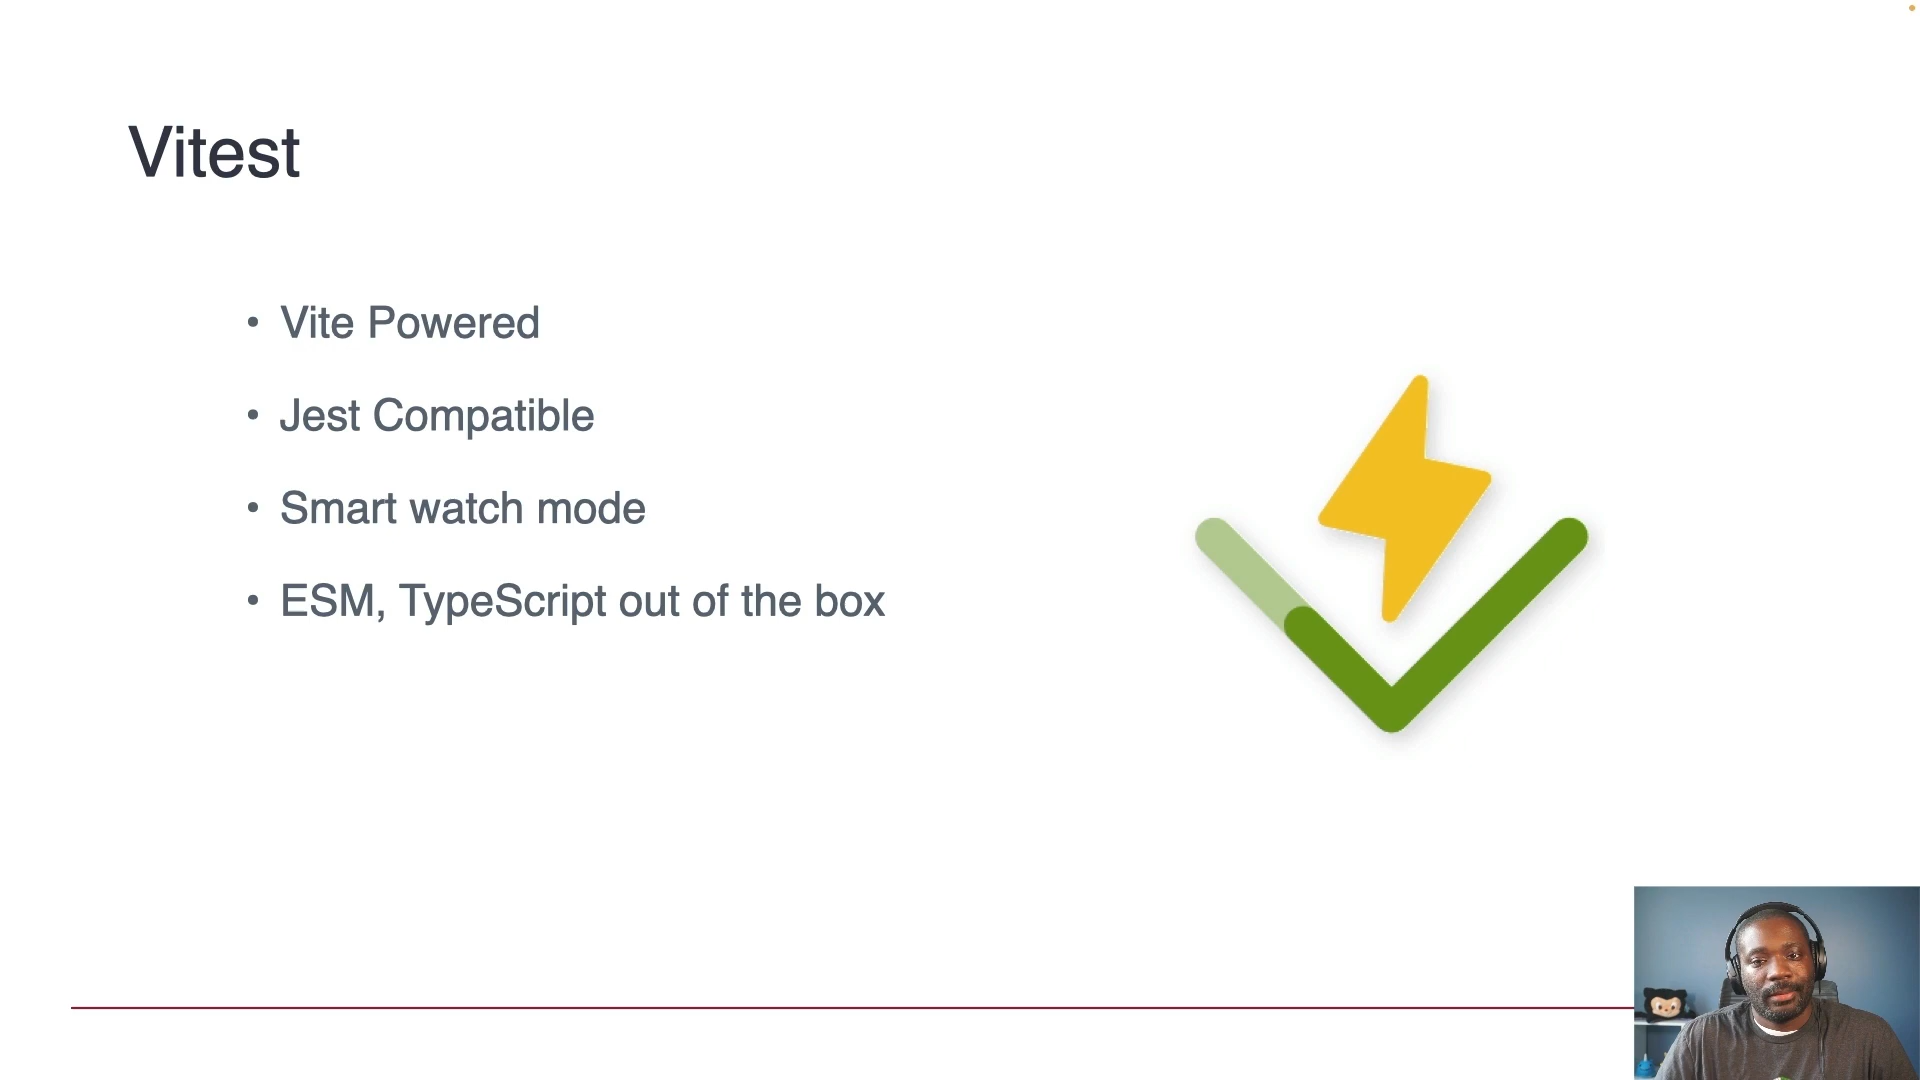 Vitest
• Vite Powered
• Jest Compatible
• Smart watch mode
• ESM, TypeScript out of the box